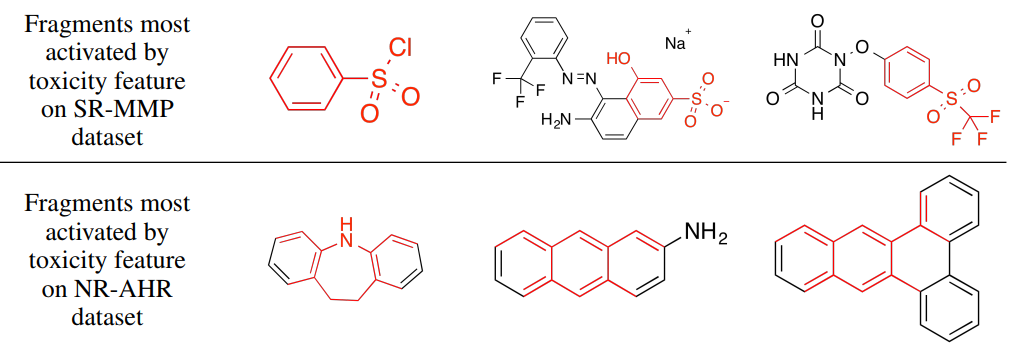 Fragments most
activated by
toxicity feature
on SR-MMP
dataset
Cl
S
O
O
F
F
F
N=N
H₂N
HO
Na⁺
S
O
O
O⁻
O
HN
N
O
O
N
H
O
S
O
O
F
F
F
Fragments most
activated by
toxicity feature
on NR-AHR
dataset
H
N
NH₂